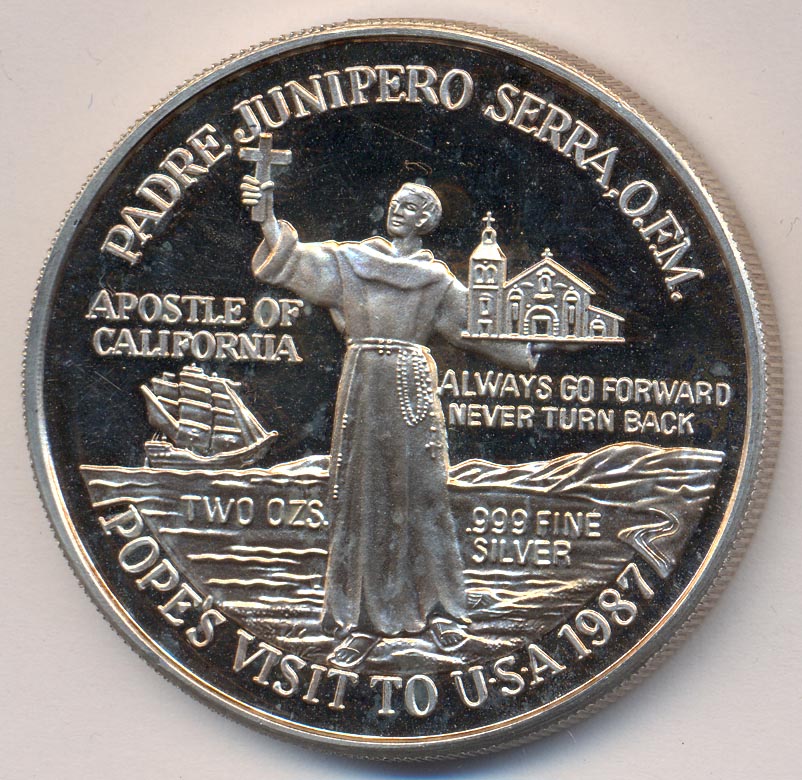 PADRE JUNIPERO SERRA, O.F.M.
APOSTLE OF
CALIFORNIA
ALWAYS GO FORWARD
NEVER TURN BACK
TWO OZS.
.999 FINE
SILVER
POPE'S VISIT TO U·S·A 1987